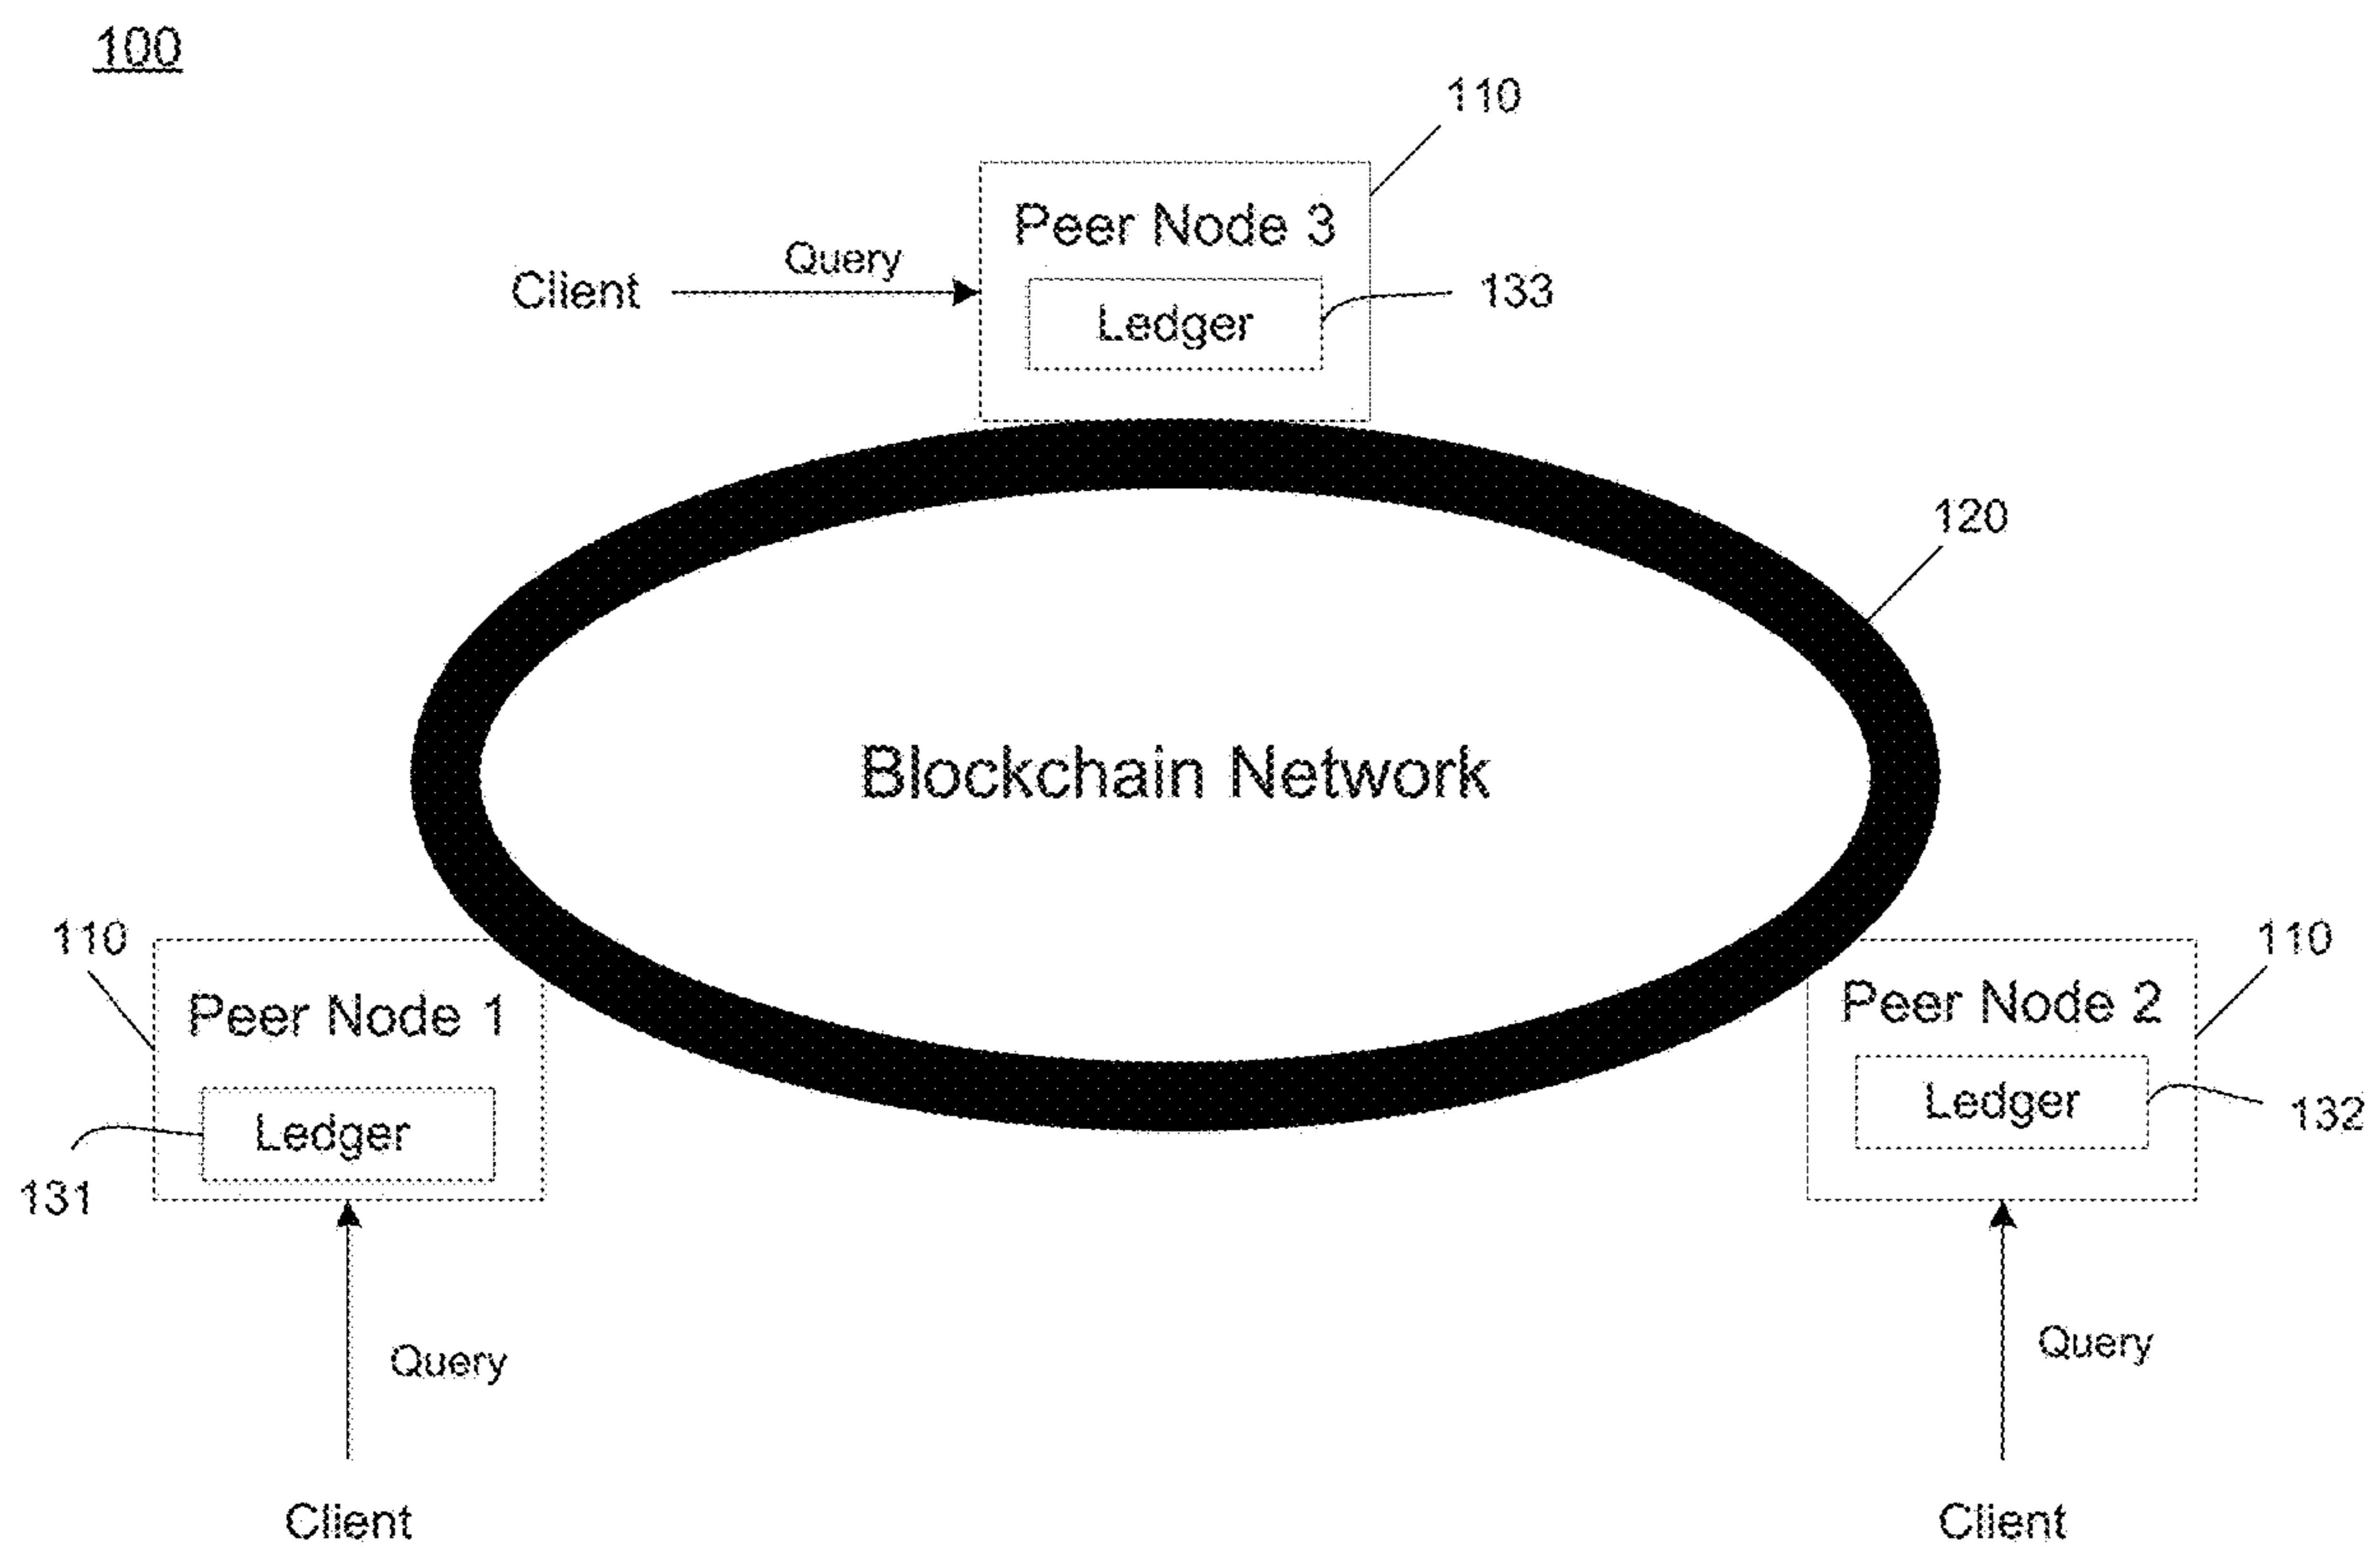 100
110
Peer Node 3
Query
Client
Ledger
133
120
Blockchain Network
110
Peer Node 1
Ledger
131
Query
Client
110
Peer Node 2
Ledger
132
Query
Client